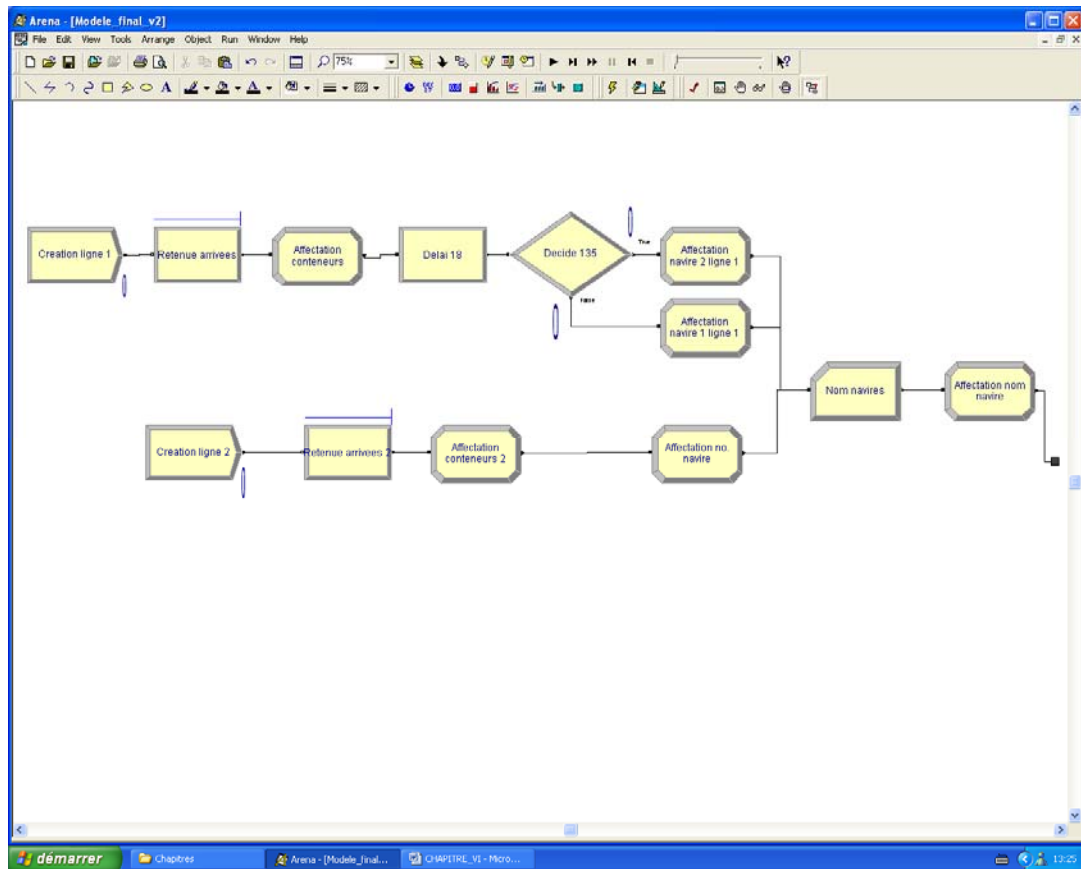 Arena - [Modele_final_v2]
File Edit View Tools Arrange Object Run Window Help
75%
A A
Creation ligne 1
Retenue arrivees
Affectation
conteneurs
Delai 18
Decide 135
True
False
Affectation
navire 2 ligne 1
Affectation
navire 1 ligne 1
Nom navires
Affectation nom
navire
Creation ligne 2
Retenue arrivees 2
Affectation
conteneurs 2
Affectation no.
navire
démarrer
Chapitres
Arena - [Modele_final...
CHAPITRE_VI - Micro...
13:25